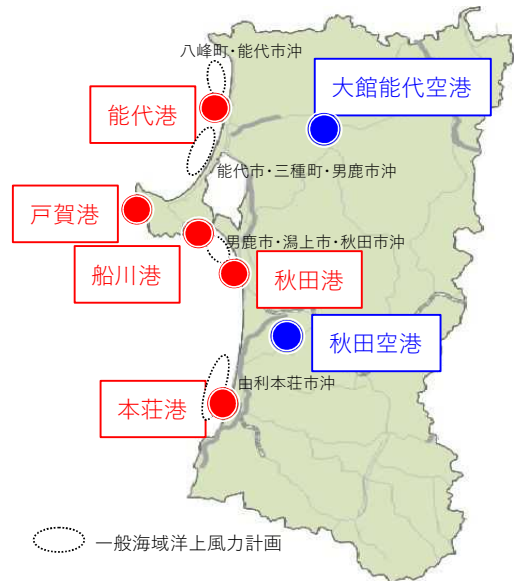 八峰町・能代市沖
大館能代空港
能代港
能代市・三種町・男鹿市沖
戸賀港
男鹿市・潟上市・秋田市沖
船川港
秋田港
秋田空港
由利本荘市沖
本荘港
一般海域洋上風力計画